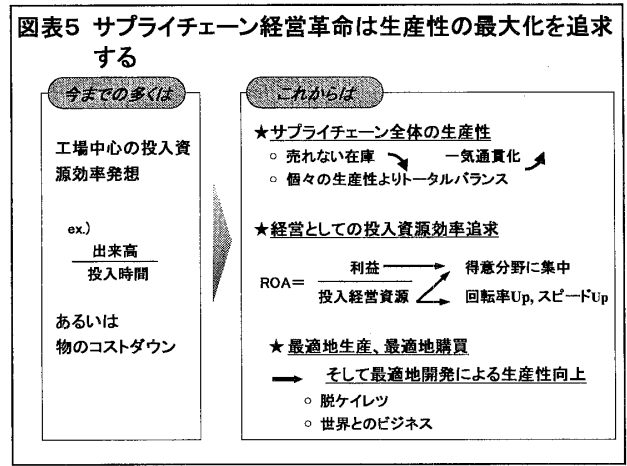 図表5 サプライチェーン経営革命は生産性の最大化を追求
する
今までの多くは
工場中心の投入資
源効率発想
ex.)
出来高
投入時間
あるいは
物のコストダウン
これからは
★サプライチェーン全体の生産性
○ 売れない在庫 一気通貫化
○ 個々の生産性よりトータルバランス
★経営としての投入資源効率追求
利益 得意分野に集中
ROA=
投入経営資源 回転率Up, スピードUp
★ 最適地生産、最適地購買
そして最適地開発による生産性向上
○ 脱ケイレツ
○ 世界とのビジネス